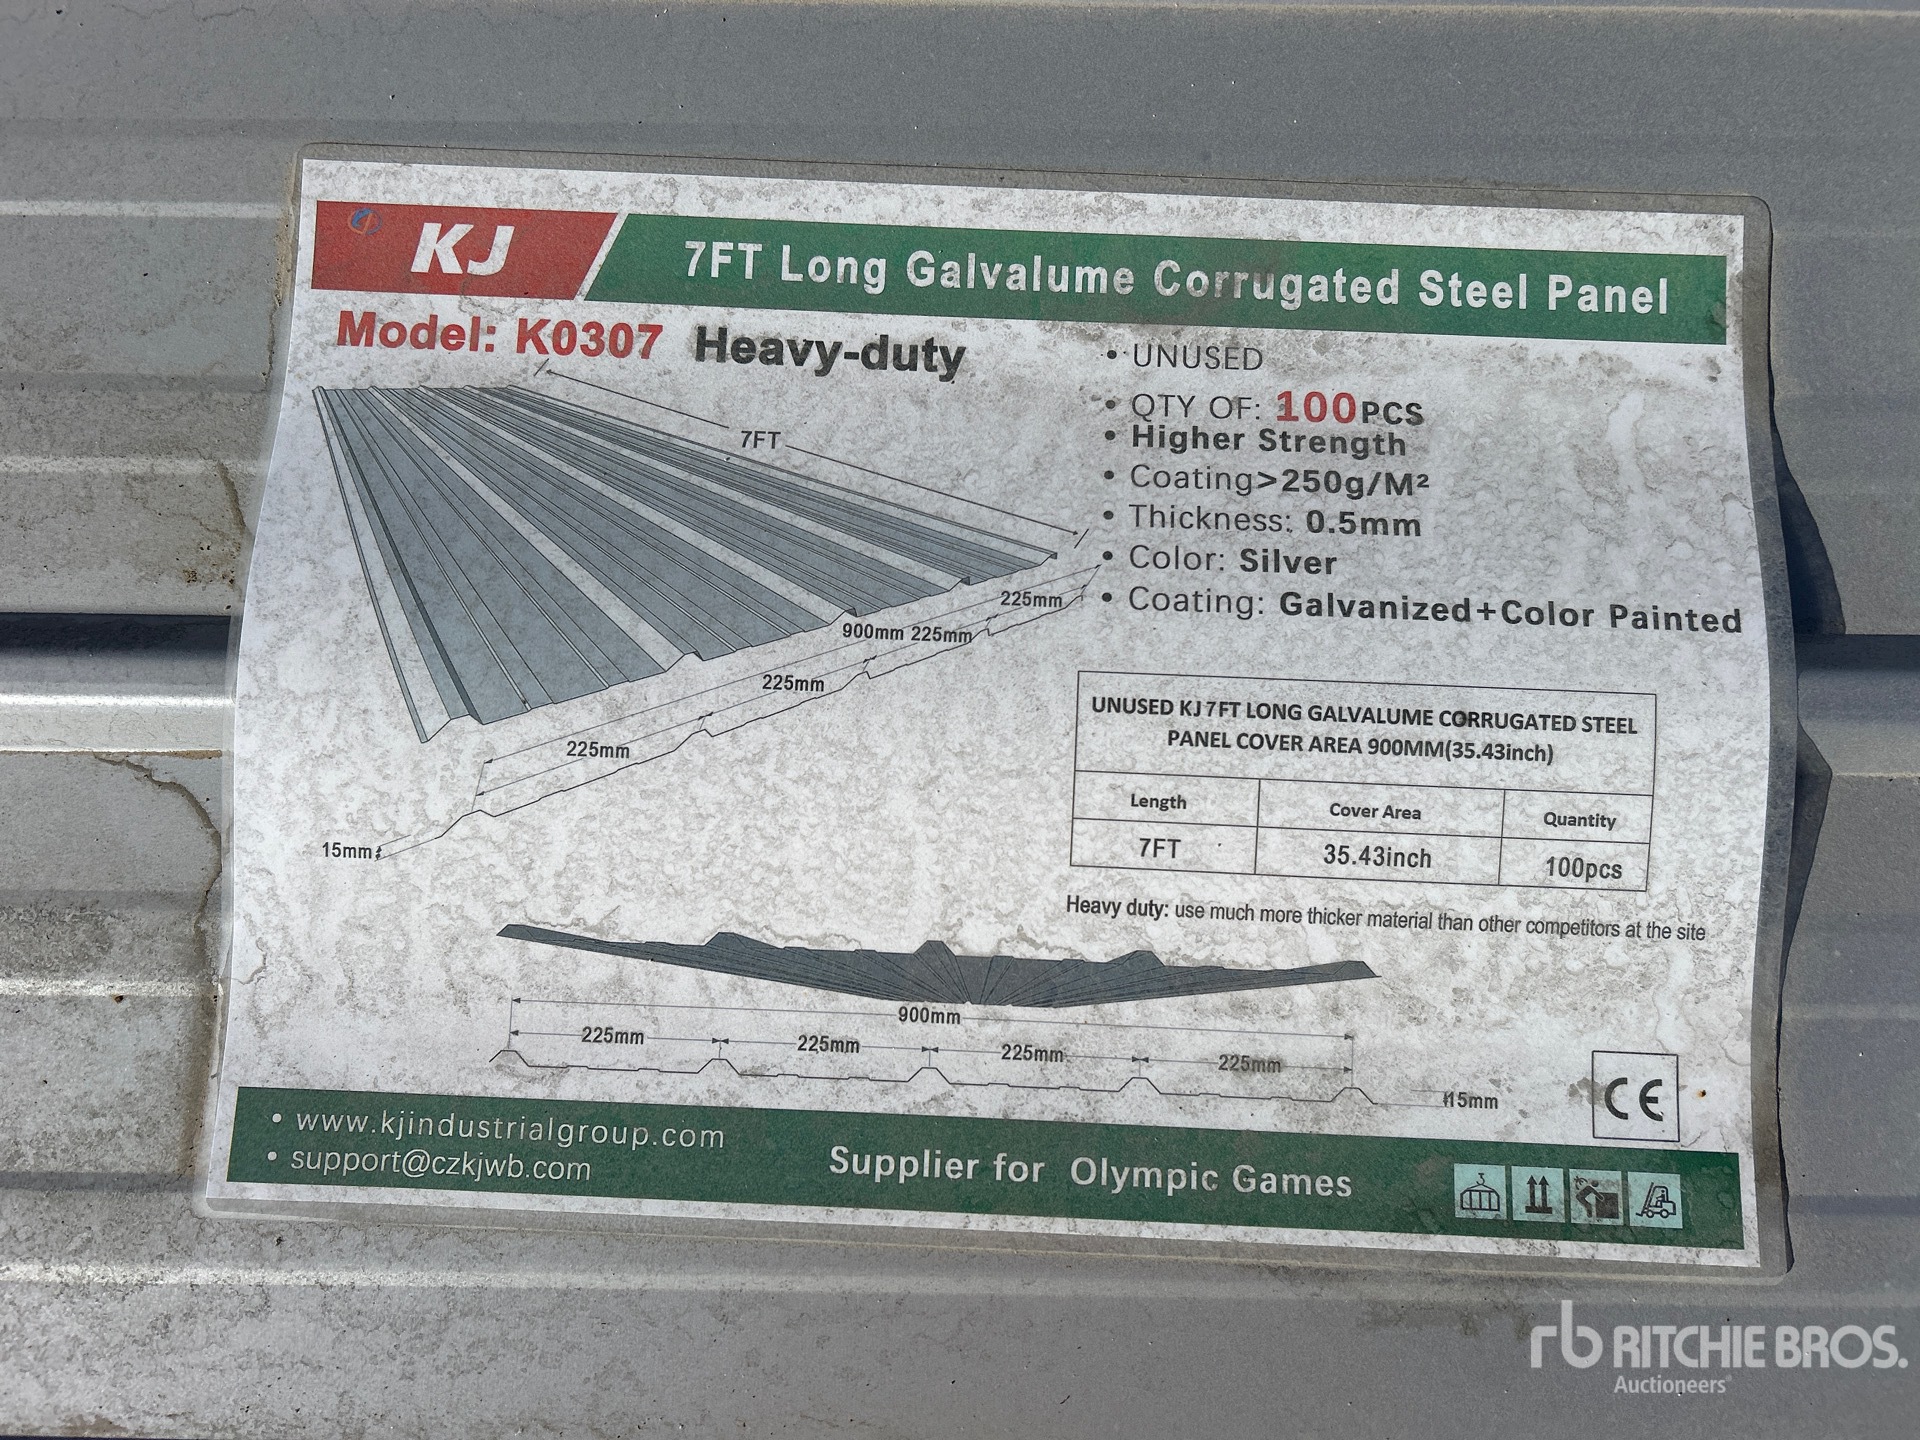 KJ
7FT Long Galvalume Corrugated Steel Panel
Model: K0307 Heavy-duty
• UNUSED
• QTY OF: 100PCS
• Higher Strength
• Coating>250g/M²
• Thickness: 0.5mm
• Color: Silver
• Coating: Galvanized+Color Painted
7FT
225mm
900mm 225mm
225mm
225mm
15mm
UNUSED KJ 7FT LONG GALVALUME CORRUGATED STEEL
PANEL COVER AREA 900MM(35.43inch)
Length Cover Area Quantity
7FT 35.43inch 100pcs
Heavy duty: use much more thicker material than other competitors at the site
900mm
225mm 225mm 225mm 225mm
15mm
CE
• www.kjindustrialgroup.com
• support@czkjwb.com
Supplier for Olympic Games
rb RITCHIE BROS.
Auctioneers